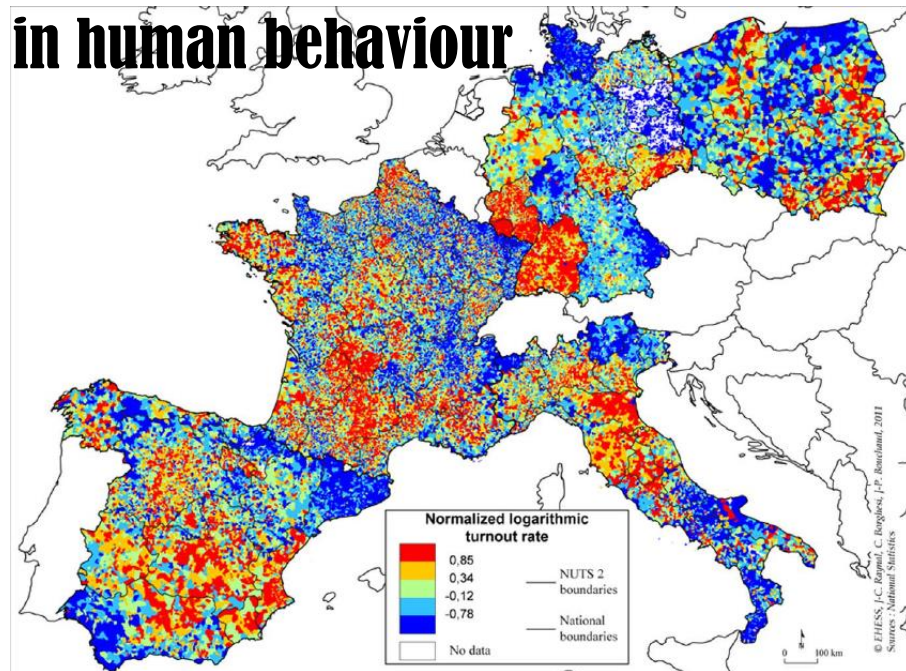 in human behaviour
Normalized logarithmic
turnout rate
0,85
0,34
-0,12
-0,78
No data
NUTS 2
boundaries
National
boundaries
N
0 100 km
© EHESS, J-C. Raynal, C. Borghesi, J-P. Bouchaud, 2011
Sources : National Statistics